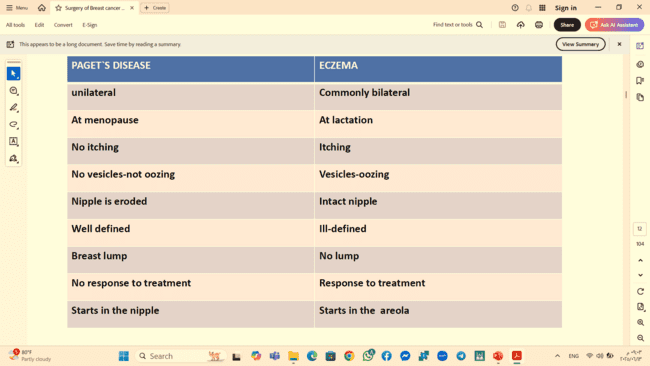 Menu
Surgery of Breast cancer ...
Create
Sign in
All tools Edit Convert E-Sign
Find text or tools
Share
Ask AI Assistant
This appears to be a long document. Save time by reading a summary.
View Summary
PAGET`S DISEASE ECZEMA
unilateral Commonly bilateral
At menopause At lactation
No itching Itching
No vesicles-not oozing Vesicles-oozing
Nipple is eroded Intact nipple
Well defined Ill-defined
Breast lump No lump
No response to treatment Response to treatment
Starts in the nipple Starts in the areola
12
104
80°F
Partly cloudy
Search
ENG